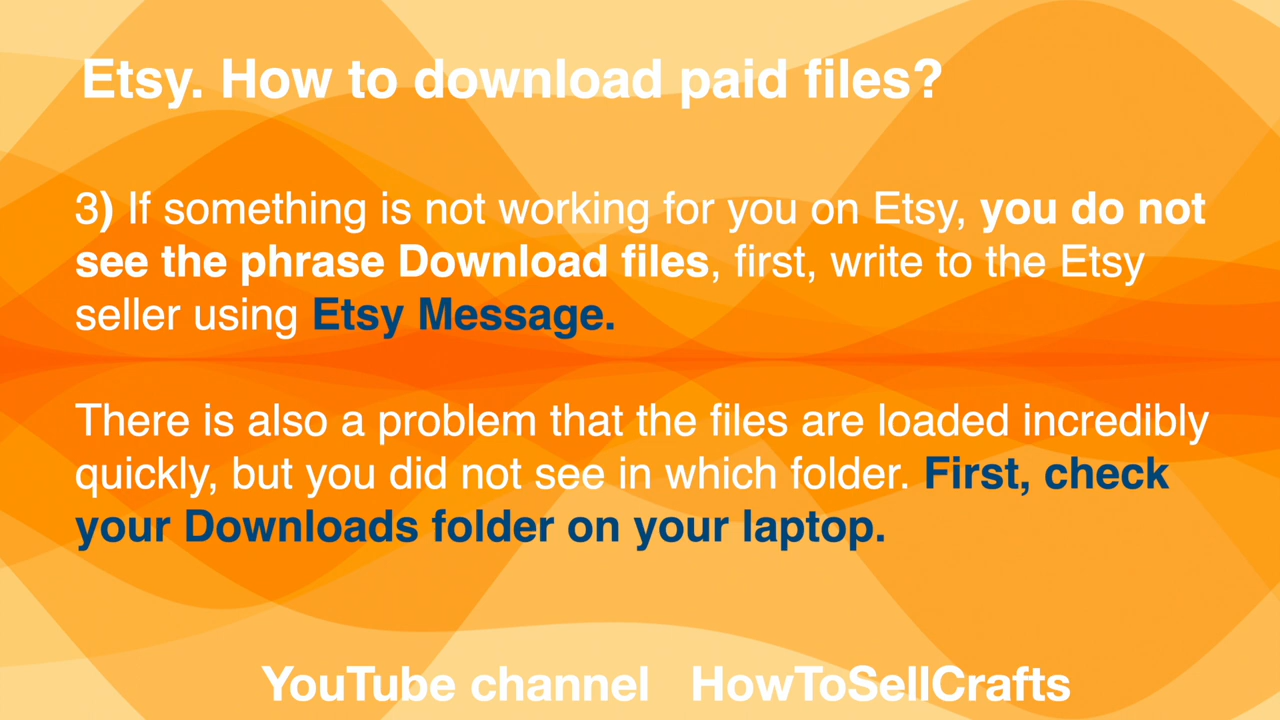 Etsy. How to download paid files?
3) If something is not working for you on Etsy, you do not
see the phrase Download files, first, write to the Etsy
seller using Etsy Message.
There is also a problem that the files are loaded incredibly
quickly, but you did not see in which folder. First, check
your Downloads folder on your laptop.
YouTube channel HowToSellCrafts